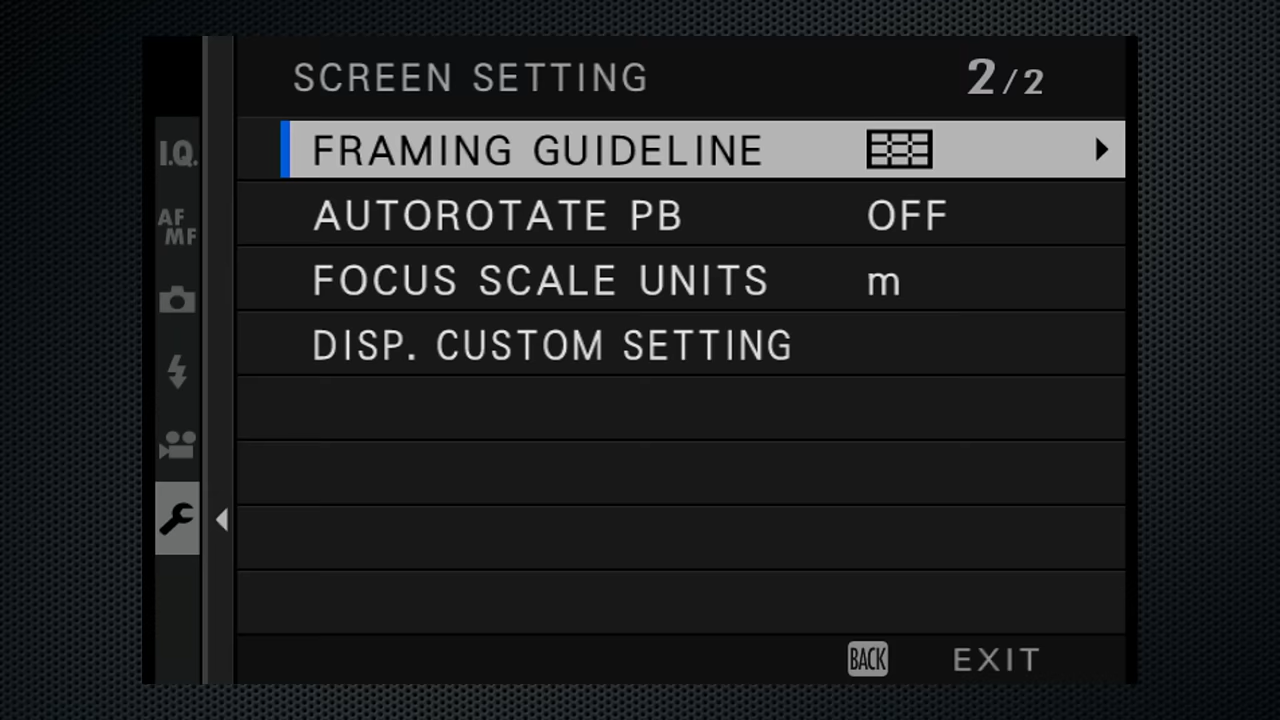 SCREEN SETTING 2/2
I.Q.
FRAMING GUIDELINE
AF
MF
AUTOROTATE PB OFF
FOCUS SCALE UNITS m
DISP. CUSTOM SETTING
BACK EXIT